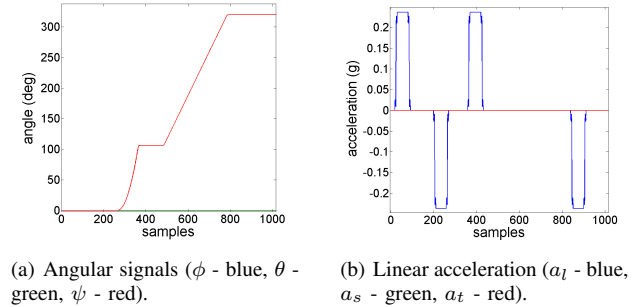 300
250
200
150
100
50
0
angle (deg)
0 200 400 600 800 1000
samples
0.2
0.15
0.1
0.05
0
-0.05
-0.1
-0.15
-0.2
acceleration (g)
0 200 400 600 800 1000
samples
(a) Angular signals (ϕ - blue, θ -
green, ψ - red).
(b) Linear acceleration (a_l - blue,
a_s - green, a_t - red).